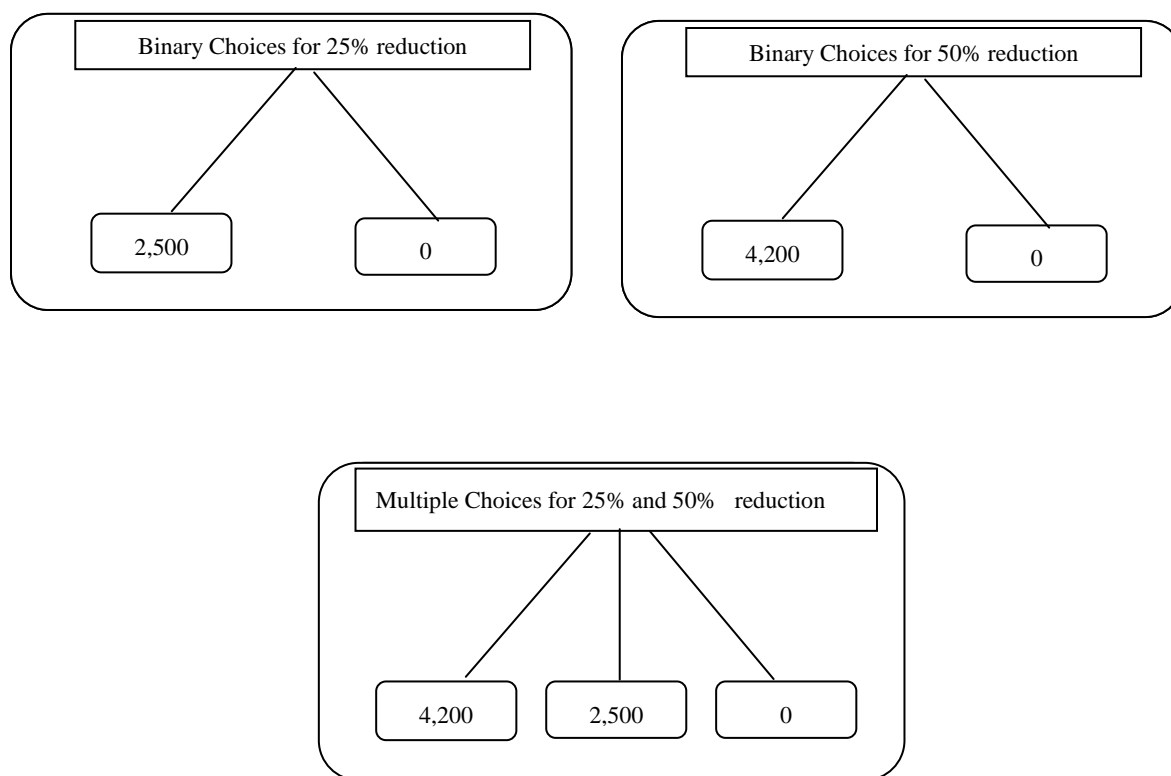 Binary Choices for 25% reduction
2,500
0
Binary Choices for 50% reduction
4,200
0
Multiple Choices for 25% and 50% reduction
4,200
2,500
0